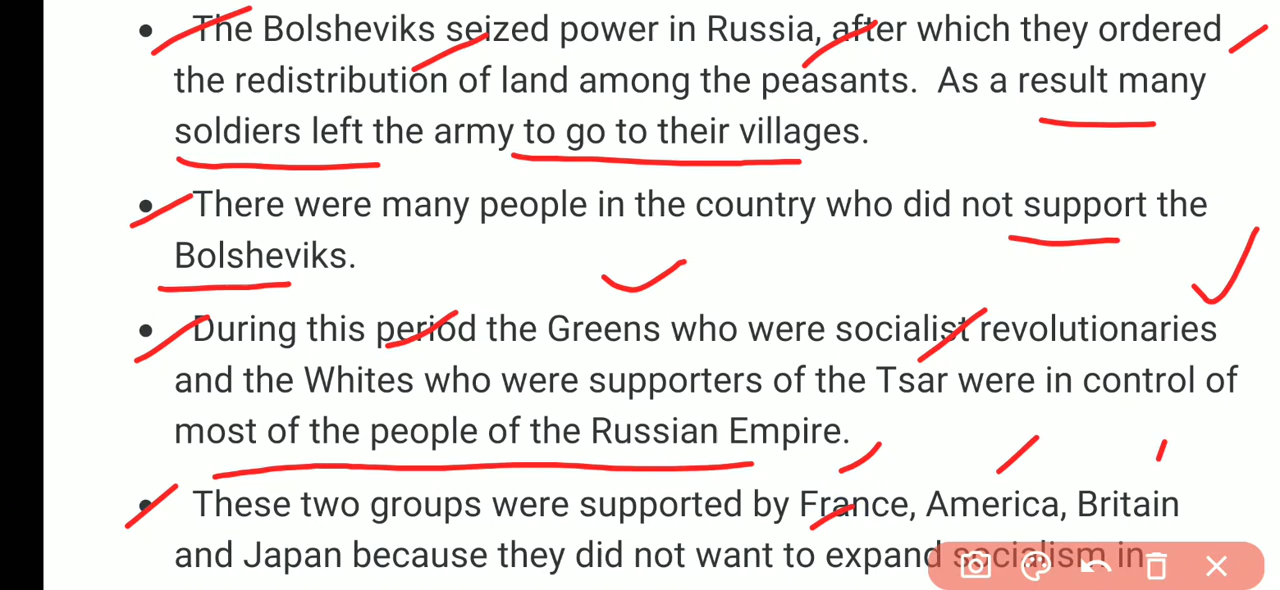 • The Bolsheviks seized power in Russia, after which they ordered
the redistribution of land among the peasants. As a result many
soldiers left the army to go to their villages.
• There were many people in the country who did not support the
Bolsheviks.
• During this period the Greens who were socialist revolutionaries
and the Whites who were supporters of the Tsar were in control of
most of the people of the Russian Empire.
• These two groups were supported by France, America, Britain
and Japan because they did not want to expand socialism in